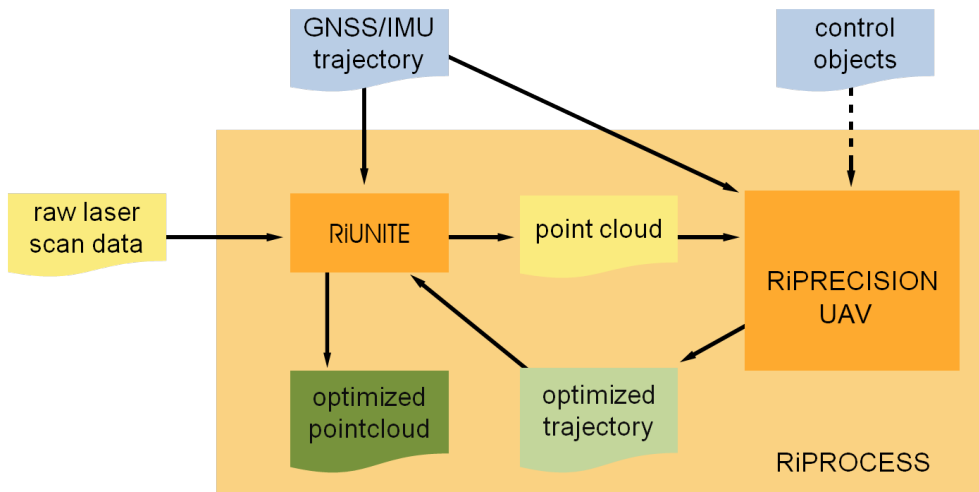 GNSS/IMU
trajectory
control
objects
raw laser
scan data
RiUNITE
point cloud
RiPRECISION
UAV
optimized
pointcloud
optimized
trajectory
RiPROCESS